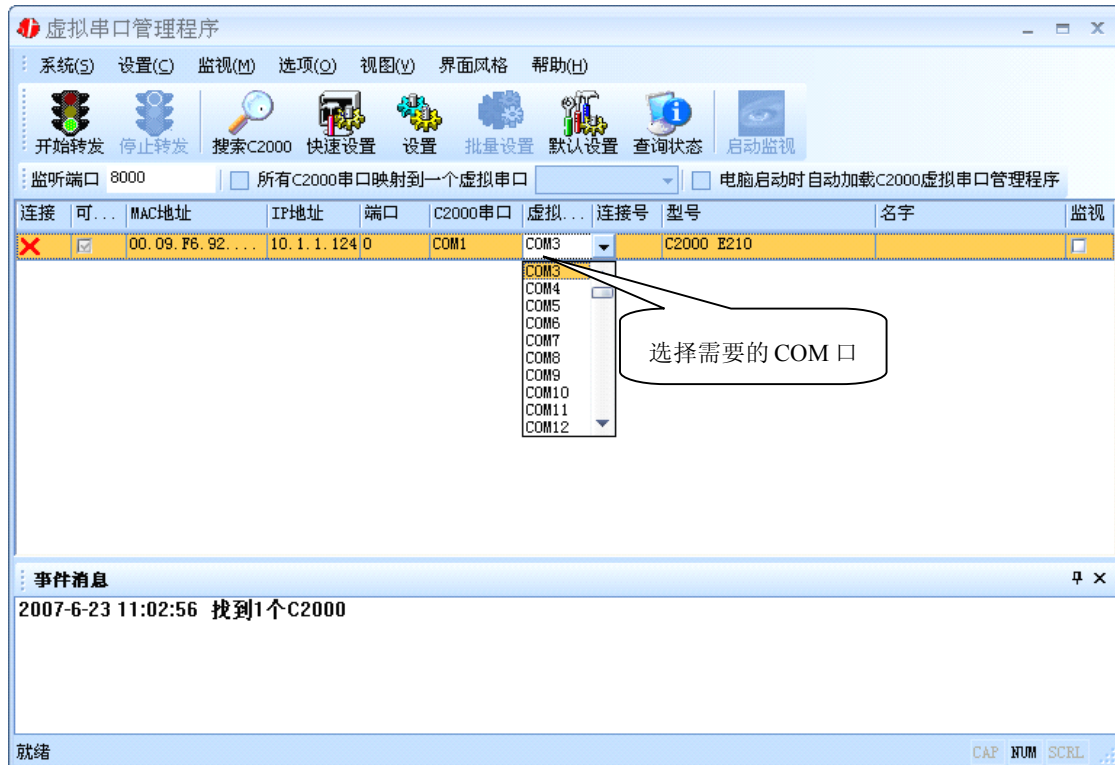 虚拟串口管理程序
系统(S) 设置(C) 监视(M) 选项(O) 视图(V) 界面风格 帮助(H)
开始转发 停止转发 搜索C2000 快速设置 设置 批量设置 默认设置 查询状态 启动监视
监听端口 8000 所有C2000串口映射到一个虚拟串口 电脑启动时自动加载C2000虚拟串口管理程序
连接 可... MAC地址 IP地址 端口 C2000串口 虚拟... 连接号 型号 名字 监视
00.09.F6.92.... 10.1.1.124 0 COM1 COM3 C2000 E210
COM3
COM4
COM5
COM6
COM7
COM8
COM9
COM10
COM11
COM12
选择需要的 COM 口
事件消息
2007-6-23 11:02:56 找到1个C2000
就绪 CAP NUM SCRL